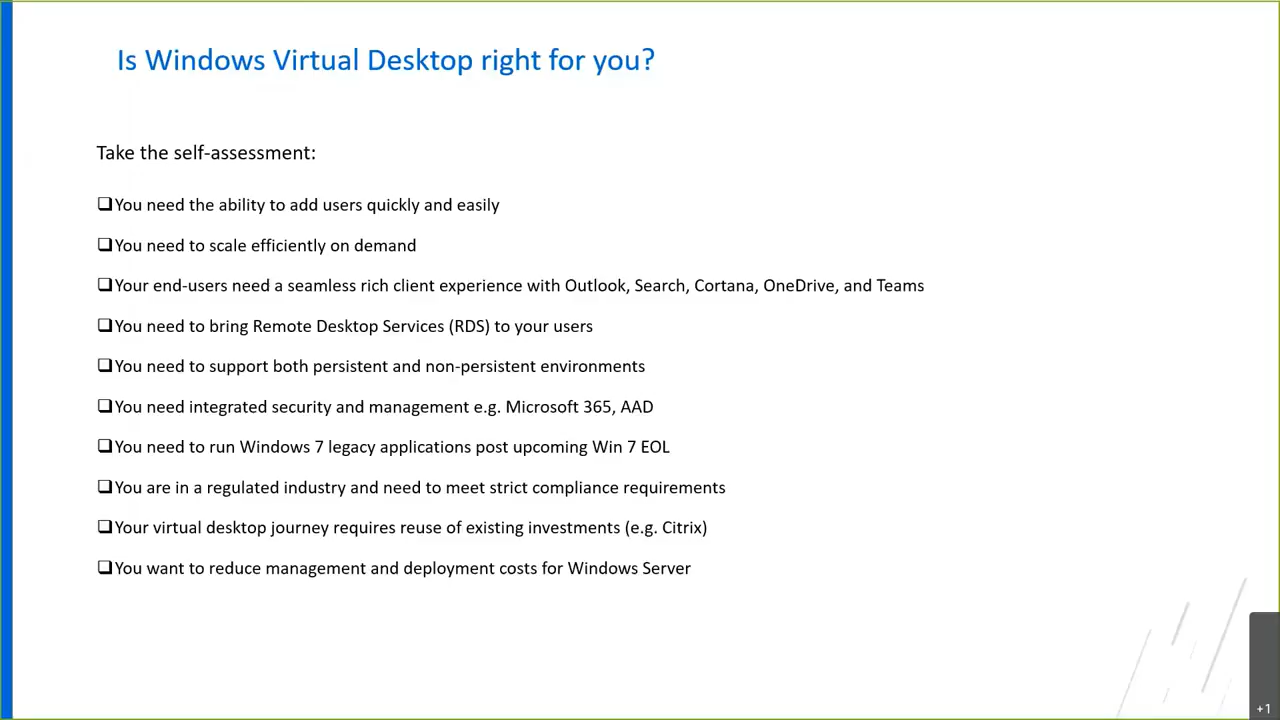 Is Windows Virtual Desktop right for you?
Take the self-assessment:
❑You need the ability to add users quickly and easily
❑You need to scale efficiently on demand
❑Your end-users need a seamless rich client experience with Outlook, Search, Cortana, OneDrive, and Teams
❑You need to bring Remote Desktop Services (RDS) to your users
❑You need to support both persistent and non-persistent environments
❑You need integrated security and management e.g. Microsoft 365, AAD
❑You need to run Windows 7 legacy applications post upcoming Win 7 EOL
❑You are in a regulated industry and need to meet strict compliance requirements
❑Your virtual desktop journey requires reuse of existing investments (e.g. Citrix)
❑You want to reduce management and deployment costs for Windows Server
+1